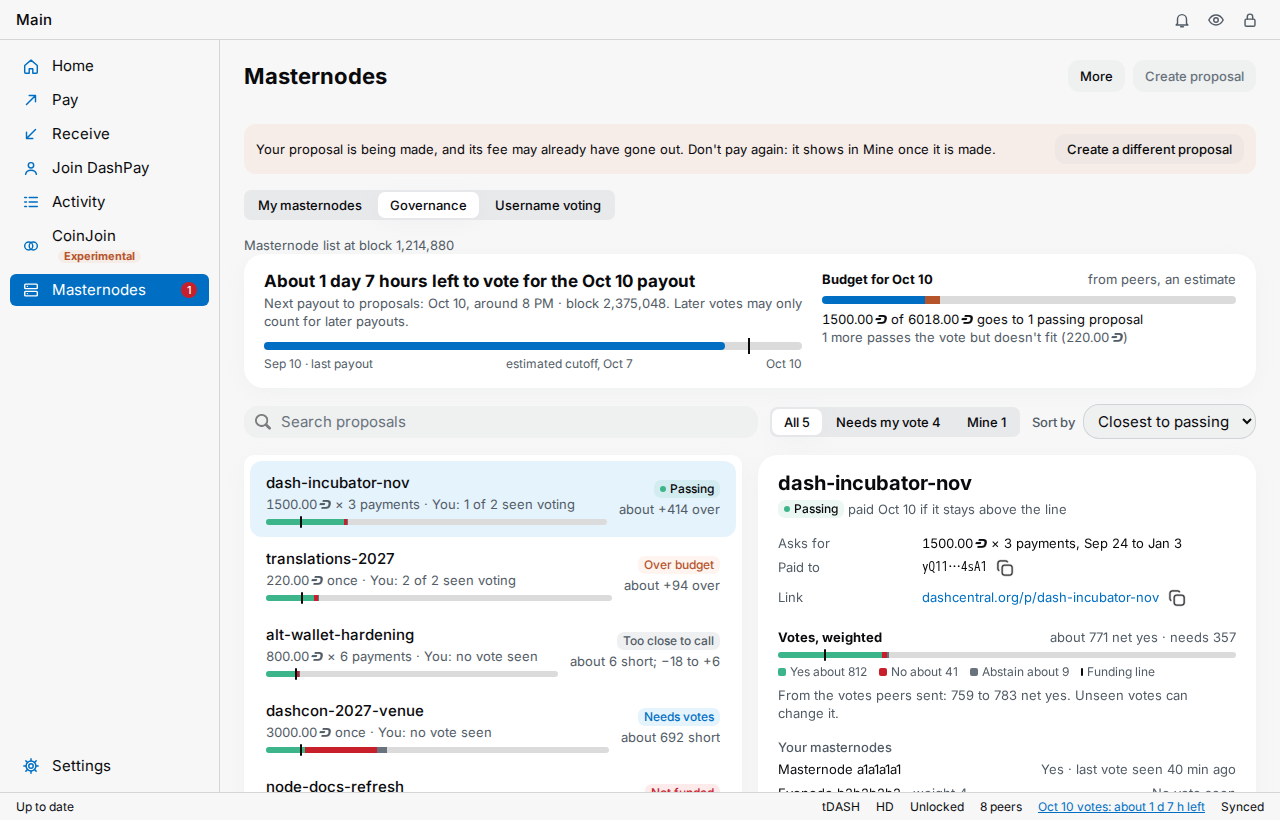 Main
Home
Pay
Receive
Join DashPay
Activity
CoinJoin
Experimental
Masternodes
1
Settings
Masternodes
More
Create proposal
Your proposal is being made, and its fee may already have gone out. Don't pay again: it shows in Mine once it is made.
Create a different proposal
My masternodes
Governance
Username voting
Masternode list at block 1,214,880
About 1 day 7 hours left to vote for the Oct 10 payout
Next payout to proposals: Oct 10, around 8 PM · block 2,375,048. Later votes may only
count for later payouts.
Sep 10 · last payout
estimated cutoff, Oct 7
Oct 10
Budget for Oct 10
from peers, an estimate
1500.00 of 6018.00 goes to 1 passing proposal
1 more passes the vote but doesn't fit (220.00)
Search proposals
All 5
Needs my vote 4
Mine 1
Sort by
Closest to passing
dash-incubator-nov
Passing
1500.00 × 3 payments · You: 1 of 2 seen voting
about +414 over
translations-2027
Over budget
220.00 once · You: 2 of 2 seen voting
about +94 over
alt-wallet-hardening
Too close to call
800.00 × 6 payments · You: no vote seen
about 6 short; −18 to +6
dashcon-2027-venue
Needs votes
3000.00 once · You: no vote seen
about 692 short
node-docs-refresh
Not funded
dash-incubator-nov
Passing
paid Oct 10 if it stays above the line
Asks for
1500.00 × 3 payments, Sep 24 to Jan 3
Paid to
yQ11···4sA1
Link
dashcentral.org/p/dash-incubator-nov
Votes, weighted
about 771 net yes · needs 357
Yes about 812
No about 41
Abstain about 9
Funding line
From the votes peers sent: 759 to 783 net yes. Unseen votes can
change it.
Your masternodes
Masternode a1a1a1a1
Yes · last vote seen 40 min ago
Evonode b2b2b2b2 · weight 4
No vote seen
Up to date
tDASH
HD
Unlocked
8 peers
Oct 10 votes: about 1 d 7 h left
Synced